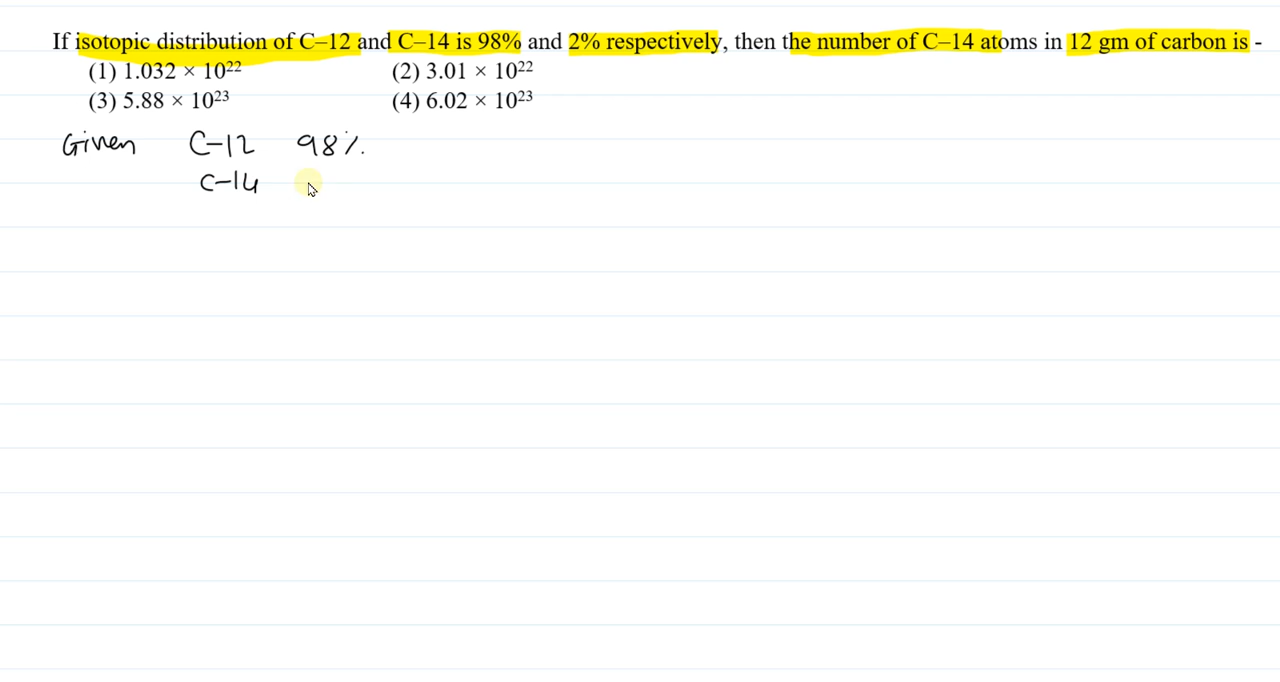 If isotopic distribution of C–12 and C–14 is 98% and 2% respectively, then the number of C–14 atoms in 12 gm of carbon is -
(1) 1.032 × 10²² (2) 3.01 × 10²²
(3) 5.88 × 10²³ (4) 6.02 × 10²³
Given C-12 98%.
C-14